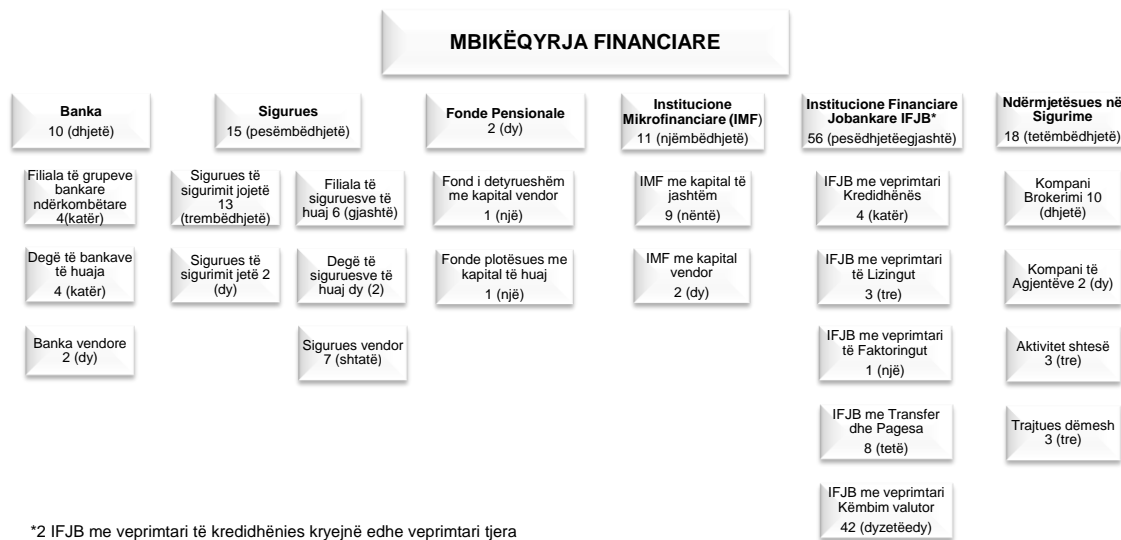 MBIKËQYRJA FINANCIARE
Banka
10 (dhjetë)
Filiala të grupeve
bankare
ndërkombëtare
4(katër)
Degë të bankave
të huaja
4 (katër)
Banka vendore
2 (dy)
Sigurues
15 (pesëmbëdhjetë)
Sigurues të
sigurimit jojetë
13
(trembëdhjetë)
Sigurues të
sigurimit jetë 2
(dy)
Filiala të
siguruesve të
huaj 6 (gjashtë)
Degë të
siguruesve të
huaj dy (2)
Sigurues vendor
7 (shtatë)
Fonde Pensionale
2 (dy)
Fond i detyrueshëm
me kapital vendor
1 (një)
Fonde plotësues me
kapital të huaj
1 (një)
Institucione
Mikrofinanciare (IMF)
11 (njëmbëdhjetë)
IMF me kapital të
jashtëm
9 (nëntë)
IMF me kapital
vendor
2 (dy)
Institucione Financiare
Jobankare IFJB*
56 (pesëdhjetëegjashtë)
IFJB me veprimtari
Kredidhënës
4 (katër)
IFJB me veprimtari
të Lizingut
3 (tre)
IFJB me veprimtari
të Faktoringut
1 (një)
IFJB me Transfer
dhe Pagesa
8 (tetë)
IFJB me veprimtari
Këmbim valutor
42 (dyzetëedy)
Ndërmjetësues në
Sigurime
18 (tetëmbëdhjetë)
Kompani
Brokerimi 10
(dhjetë)
Kompani të
Agjentëve 2 (dy)
Aktivitet shtesë
3 (tre)
Trajtues dëmesh
3 (tre)
*2 IFJB me veprimtari të kredidhënies kryejnë edhe veprimtari tjera